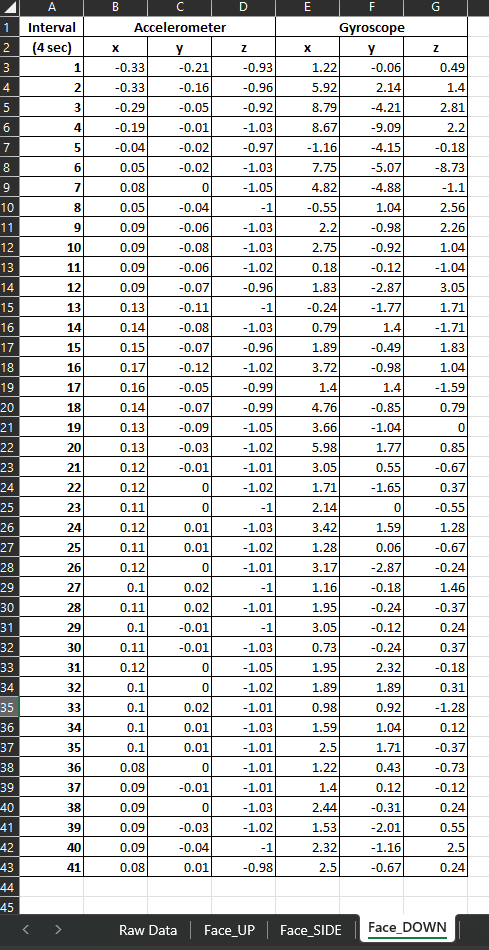 A B C D E F G
1 Interval Accelerometer Gyroscope
2 (4 sec) x y z x y z
3 1 -0.33 -0.21 -0.93 1.22 -0.06 0.49
4 2 -0.33 -0.16 -0.96 5.92 2.14 1.4
5 3 -0.29 -0.05 -0.92 8.79 -4.21 2.81
6 4 -0.19 -0.01 -1.03 8.67 -9.09 2.2
7 5 -0.04 -0.02 -0.97 -1.16 -4.15 -0.18
8 6 0.05 -0.02 -1.03 7.75 -5.07 -8.73
9 7 0.08 0 -1.05 4.82 -4.88 -1.1
10 8 0.05 -0.04 -1 -0.55 1.04 2.56
11 9 0.09 -0.06 -1.03 2.2 -0.98 2.26
12 10 0.09 -0.08 -1.03 2.75 -0.92 1.04
13 11 0.09 -0.06 -1.02 0.18 -0.12 -1.04
14 12 0.09 -0.07 -0.96 1.83 -2.87 3.05
15 13 0.13 -0.11 -1 -0.24 -1.77 1.71
16 14 0.14 -0.08 -1.03 0.79 1.4 -1.71
17 15 0.15 -0.07 -0.96 1.89 -0.49 1.83
18 16 0.17 -0.12 -1.02 3.72 -0.98 1.04
19 17 0.16 -0.05 -0.99 1.4 1.4 -1.59
20 18 0.14 -0.07 -0.99 4.76 -0.85 0.79
21 19 0.13 -0.09 -1.05 3.66 -1.04 0
22 20 0.13 -0.03 -1.02 5.98 1.77 0.85
23 21 0.12 -0.01 -1.01 3.05 0.55 -0.67
24 22 0.12 0 -1.02 1.71 -1.65 0.37
25 23 0.11 0 -1 2.14 0 -0.55
26 24 0.12 0.01 -1.03 3.42 1.59 1.28
27 25 0.11 0.01 -1.02 1.28 0.06 -0.67
28 26 0.12 0 -1.01 3.17 -2.87 -0.24
29 27 0.1 0.02 -1 1.16 -0.18 1.46
30 28 0.11 0.02 -1.01 1.95 -0.24 -0.37
31 29 0.1 -0.01 -1 3.05 -0.12 0.24
32 30 0.11 -0.01 -1.03 0.73 -0.24 0.37
33 31 0.12 0 -1.05 1.95 2.32 -0.18
34 32 0.1 0 -1.02 1.89 1.89 0.31
35 33 0.1 0.02 -1.01 0.98 0.92 -1.28
36 34 0.1 0.01 -1.03 1.59 1.04 0.12
37 35 0.1 0.01 -1.01 2.5 1.71 -0.37
38 36 0.08 0 -1.01 1.22 0.43 -0.73
39 37 0.09 -0.01 -1.01 1.4 0.12 -0.12
40 38 0.09 0 -1.03 2.44 -0.31 0.24
41 39 0.09 -0.03 -1.02 1.53 -2.01 0.55
42 40 0.09 -0.04 -1 2.32 -1.16 2.5
43 41 0.08 0.01 -0.98 2.5 -0.67 0.24
44
45
Raw Data Face_UP Face_SIDE Face_DOWN